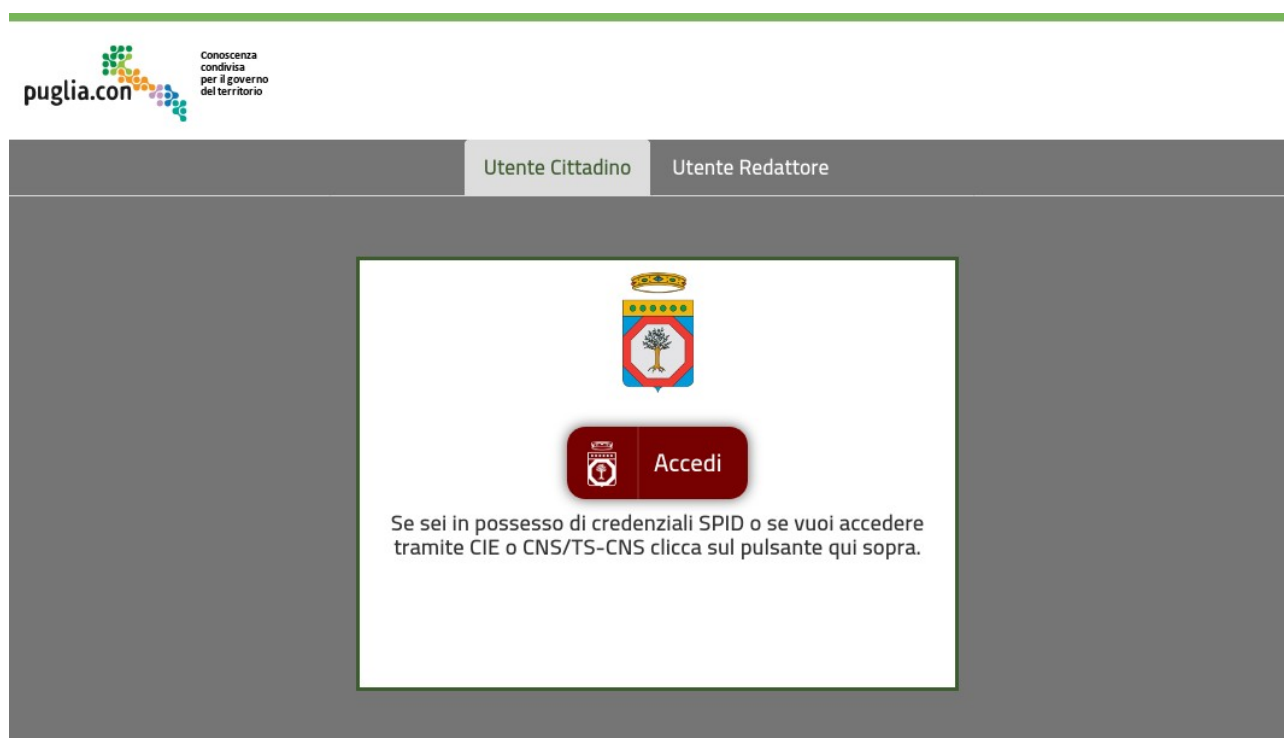 puglia.con
Conoscenza
condivisa
per il governo
del territorio
Utente Cittadino
Utente Redattore
Accedi
Se sei in possesso di credenziali SPID o se vuoi accedere
tramite CIE o CNS/TS-CNS clicca sul pulsante qui sopra.